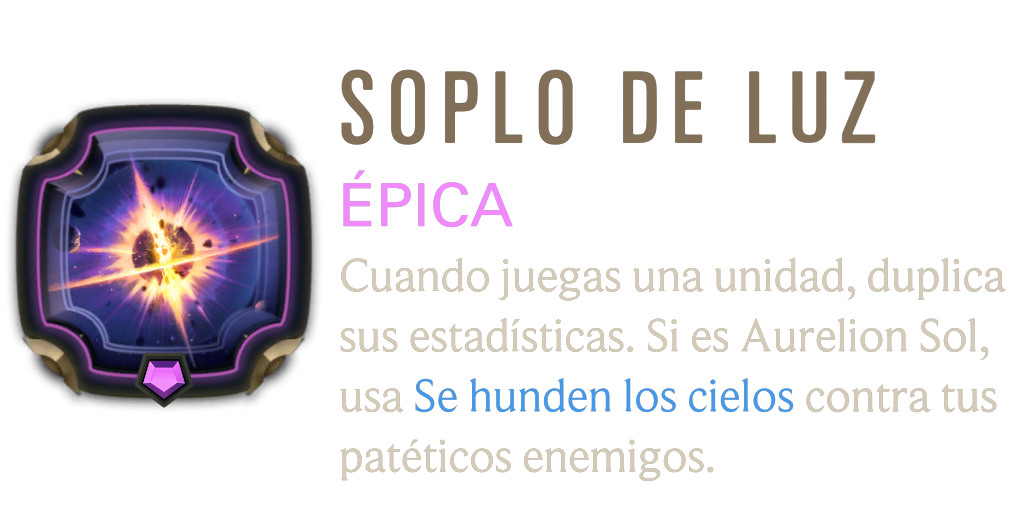 SOPLO DE LUZ
ÉPICA
Cuando juegas una unidad, duplica
sus estadísticas. Si es Aurelion Sol,
usa Se hunden los cielos contra tus
patéticos enemigos.